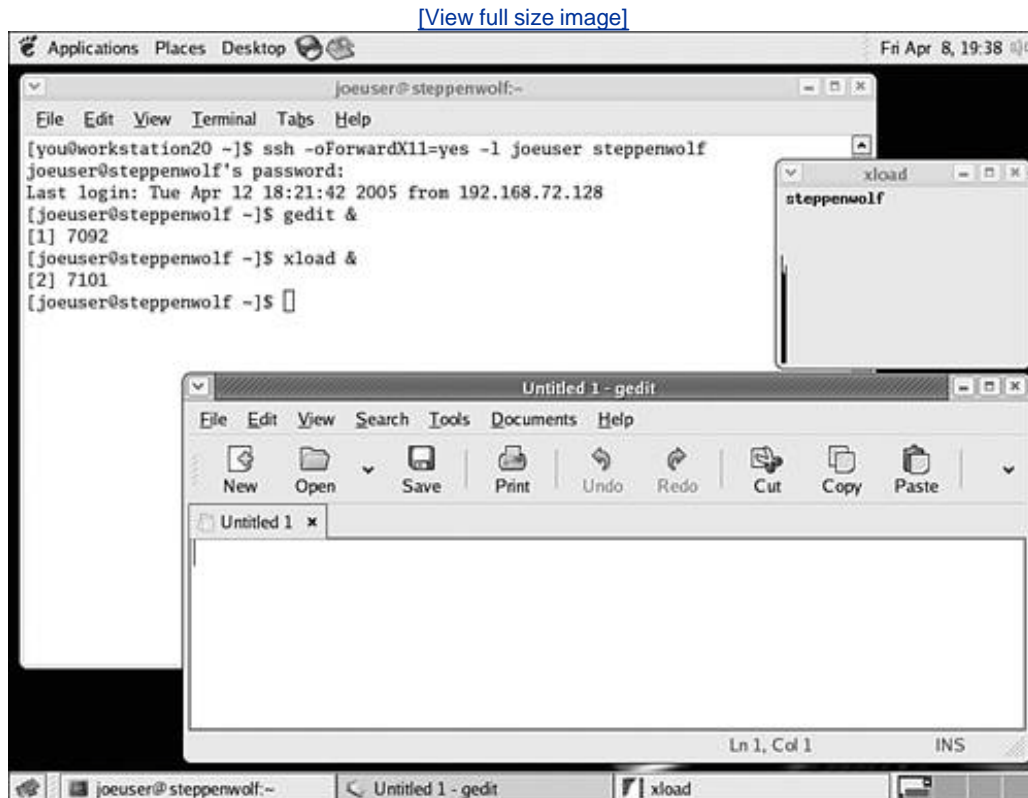 [View full size image]
Applications Places Desktop
Fri Apr 8, 19:38
joeuser@steppenwolf:~
File Edit View Terminal Tabs Help
[you@workstation20 ~]$ ssh -oForwardX11=yes -l joeuser steppenwolf
joeuser@steppenwolf's password:
Last login: Tue Apr 12 18:21:42 2005 from 192.168.72.128
[joeuser@steppenwolf ~]$ gedit &
[1] 7092
[joeuser@steppenwolf ~]$ xload &
[2] 7101
[joeuser@steppenwolf ~]$
xload
steppenwolf
Untitled 1 - gedit
File Edit View Search Tools Documents Help
New Open Save Print Undo Redo Cut Copy Paste
Untitled 1
Ln 1, Col 1 INS
joeuser@steppenwolf:~ Untitled 1 - gedit xload